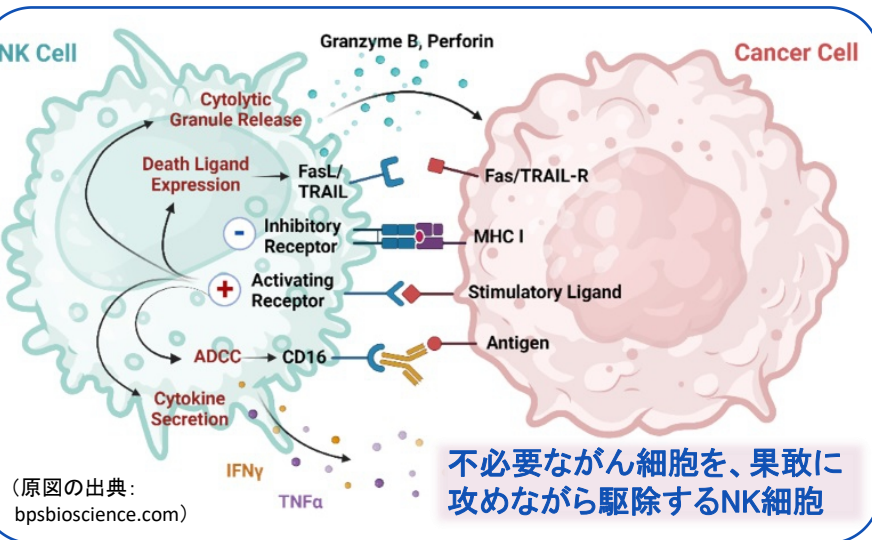 NK Cell
Granzyme B, Perforin
Cancer Cell
Cytolytic
Granule Release
Death Ligand
Expression
FasL/
TRAIL
Fas/TRAIL-R
-
Inhibitory
Receptor
MHC I
+
Activating
Receptor
Stimulatory Ligand
ADCC
CD16
Antigen
Cytokine
Secretion
IFNγ
TNFα
（原図の出典：
bpsbioscience.com）
不必要ながん細胞を、果敢に
攻めながら駆除するNK細胞